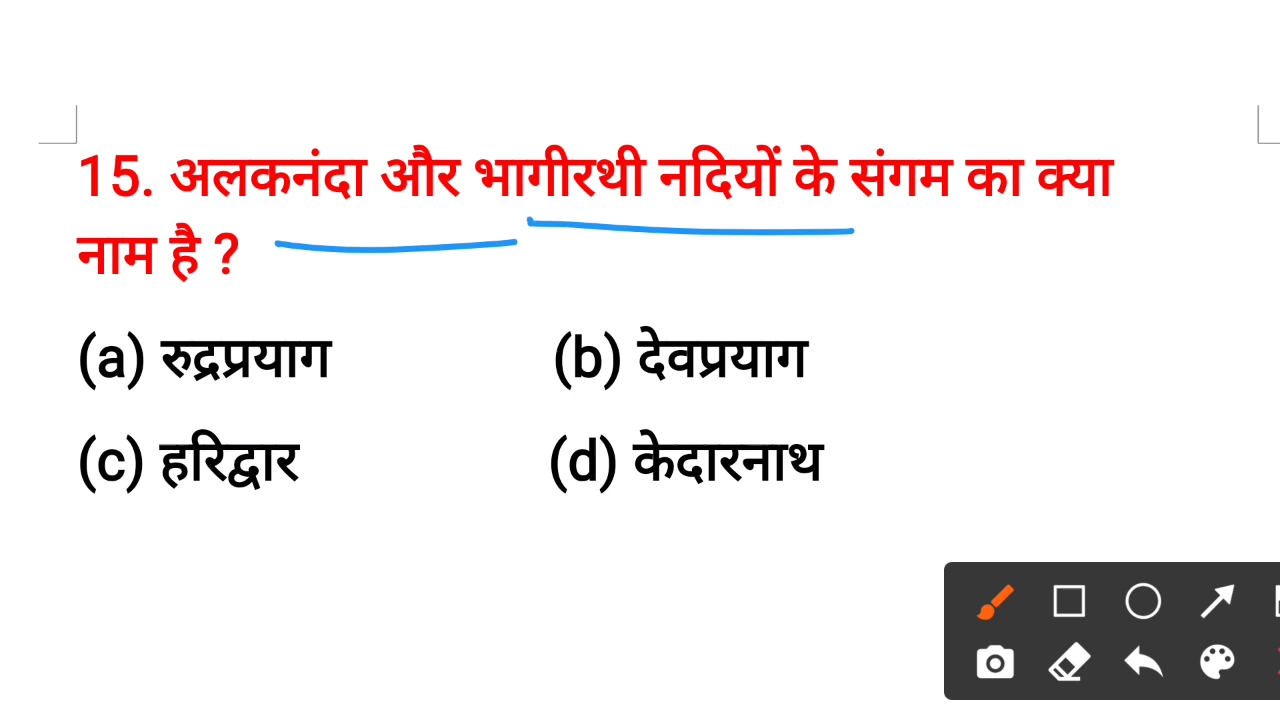 15. अलकनंदा और भागीरथी नदियों के संगम का क्या
नाम है ?
(a) रुद्रप्रयाग (b) देवप्रयाग
(c) हरिद्वार (d) केदारनाथ